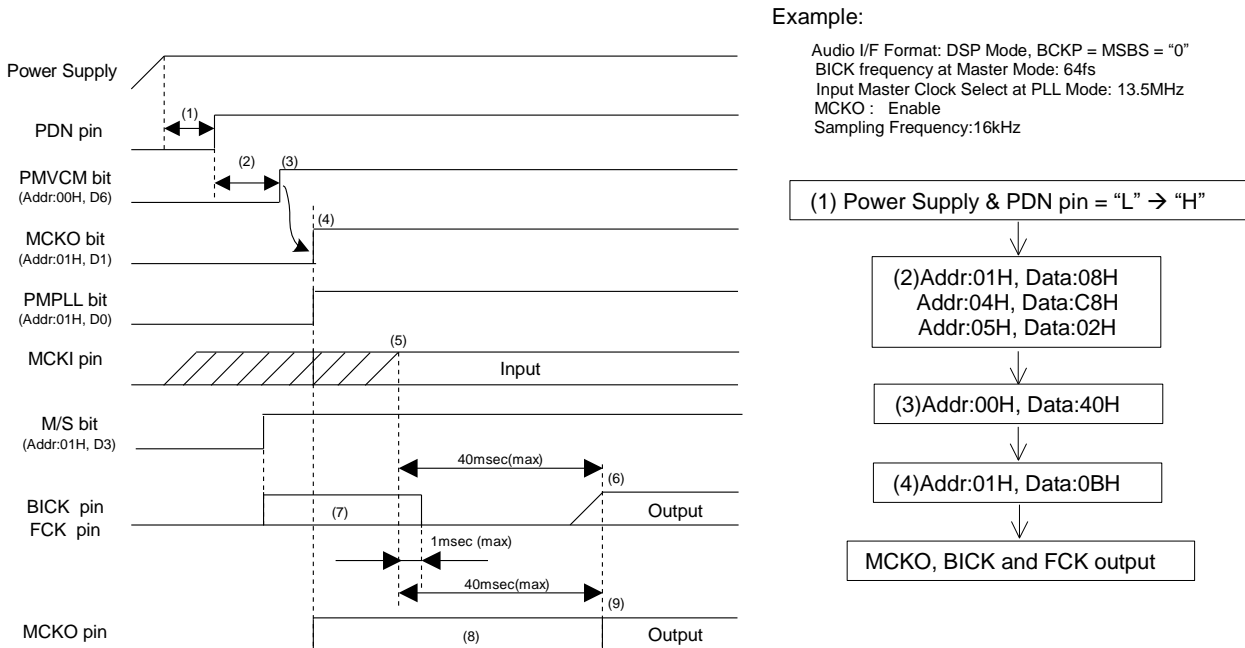 Power Supply
(1)
PDN pin
(2)
(3)
PMVCM bit
(Addr:00H, D6)
(4)
MCKO bit
(Addr:01H, D1)
PMPLL bit
(Addr:01H, D0)
(5)
MCKI pin
Input
M/S bit
(Addr:01H, D3)
40msec(max)
(6)
BICK pin
FCK pin
(7)
Output
1msec (max)
40msec(max)
(9)
MCKO pin
(8)
Output
Example:
Audio I/F Format: DSP Mode, BCKP = MSBS = “0”
BICK frequency at Master Mode: 64fs
Input Master Clock Select at PLL Mode: 13.5MHz
MCKO : Enable
Sampling Frequency:16kHz
(1) Power Supply & PDN pin = “L” → “H”
(2)Addr:01H, Data:08H
Addr:04H, Data:C8H
Addr:05H, Data:02H
(3)Addr:00H, Data:40H
(4)Addr:01H, Data:0BH
MCKO, BICK and FCK output